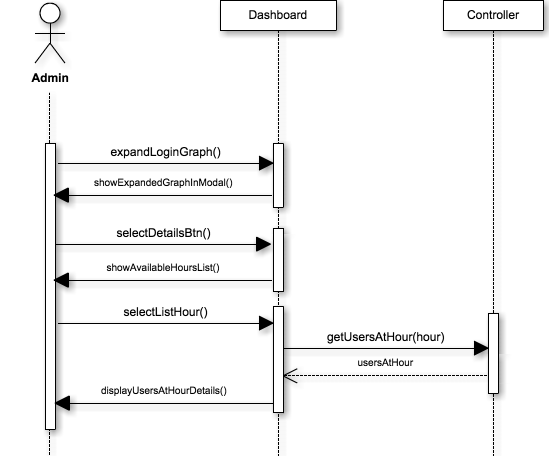 Dashboard
Controller
Admin
expandLoginGraph()
showExpandedGraphInModal()
selectDetailsBtn()
showAvailableHoursList()
selectListHour()
getUsersAtHour(hour)
usersAtHour
displayUsersAtHourDetails()